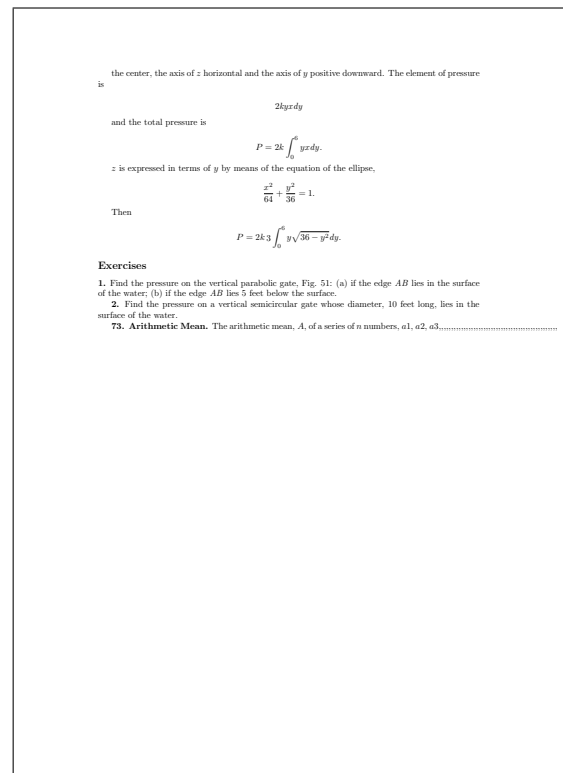 the center, the axis of z horizontal and the axis of y positive downward. The element of pressure
is
2kyxdy
and the total pressure is
P = 2k ∫₀⁶ yxdy.
z is expressed in terms of y by means of the equation of the ellipse,
x²/64 + y²/36 = 1.
Then
P = 2k 3 ∫₀⁶ y√(36 − y²)dy.
Exercises
1. Find the pressure on the vertical parabolic gate, Fig. 51: (a) if the edge AB lies in the surface
of the water; (b) if the edge AB lies 5 feet below the surface.
2. Find the pressure on a vertical semicircular gate whose diameter, 10 feet long, lies in the
surface of the water.
73. Arithmetic Mean. The arithmetic mean, A, of a series of n numbers, a1, a2, a3..................................................